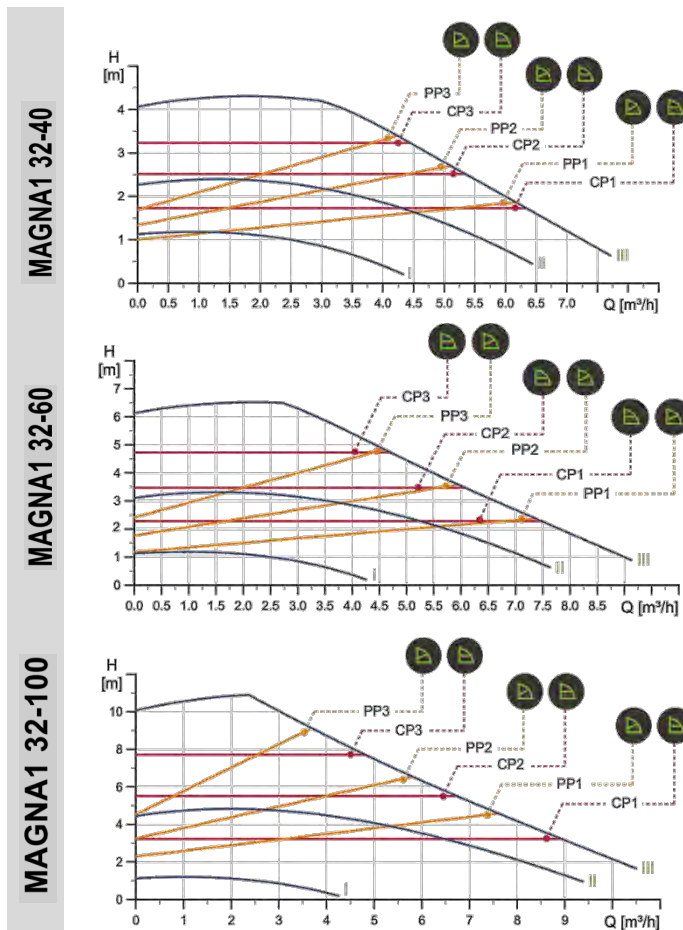 MAGNA1 32-40
H
[m]
PP3
CP3
PP2
CP2
PP1
CP1
4
3
2
1
0
I
II
III
0.0 0.5 1.0 1.5 2.0 2.5 3.0 3.5 4.0 4.5 5.0 5.5 6.0 6.5 7.0 Q [m³/h]
MAGNA1 32-60
H
[m]
CP3
PP3
CP2
PP2
CP1
PP1
7
6
5
4
3
2
1
0
I
II
III
0.0 0.5 1.0 1.5 2.0 2.5 3.0 3.5 4.0 4.5 5.0 5.5 6.0 6.5 7.0 7.5 8.0 8.5 Q [m³/h]
MAGNA1 32-100
H
[m]
PP3
CP3
PP2
CP2
PP1
CP1
10
8
6
4
2
0
I
II
III
0 1 2 3 4 5 6 7 8 9 Q [m³/h]